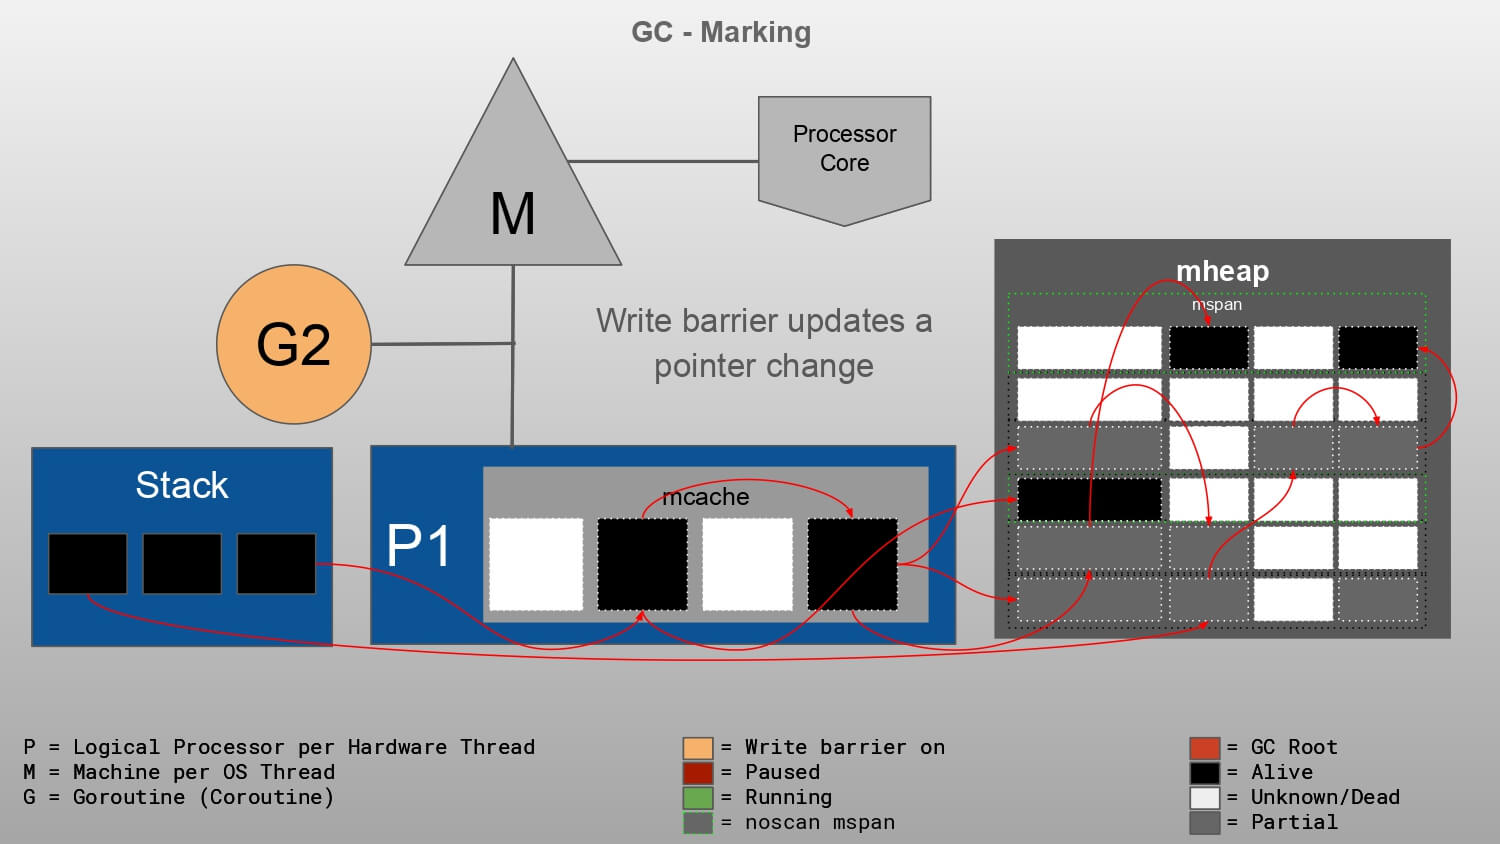 GC - Marking
Processor
Core
M
mheap
mspan
G2
Write barrier updates a
pointer change
Stack
mcache
P1
P = Logical Processor per Hardware Thread
M = Machine per OS Thread
G = Goroutine (Coroutine)
= Write barrier on
= Paused
= Running
= noscan mspan
= GC Root
= Alive
= Unknown/Dead
= Partial